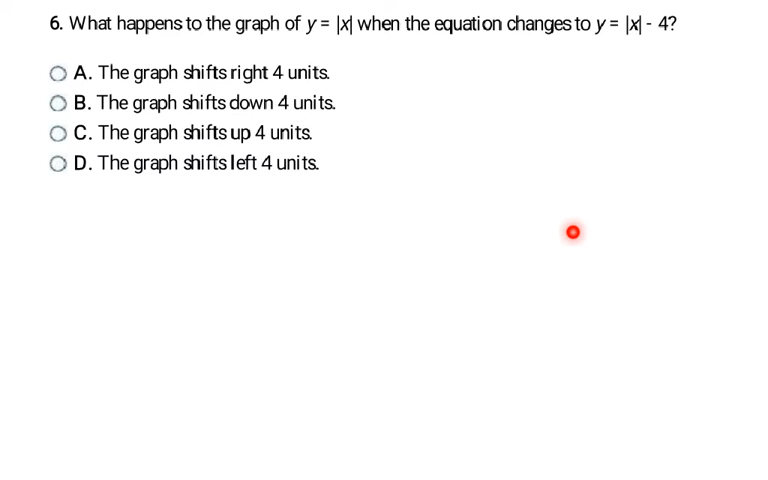 6. What happens to the graph of y = |x| when the equation changes to y = |x| - 4?
A. The graph shifts right 4 units.
B. The graph shifts down 4 units.
C. The graph shifts up 4 units.
D. The graph shifts left 4 units.